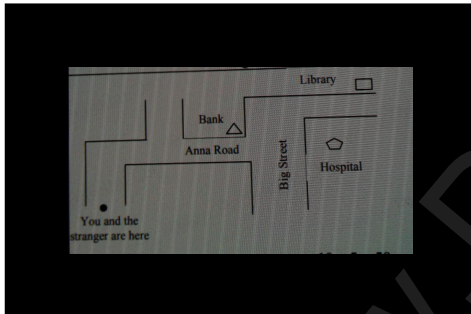 Library
Bank
Anna Road
Big Street
Hospital
You and the
stranger are here